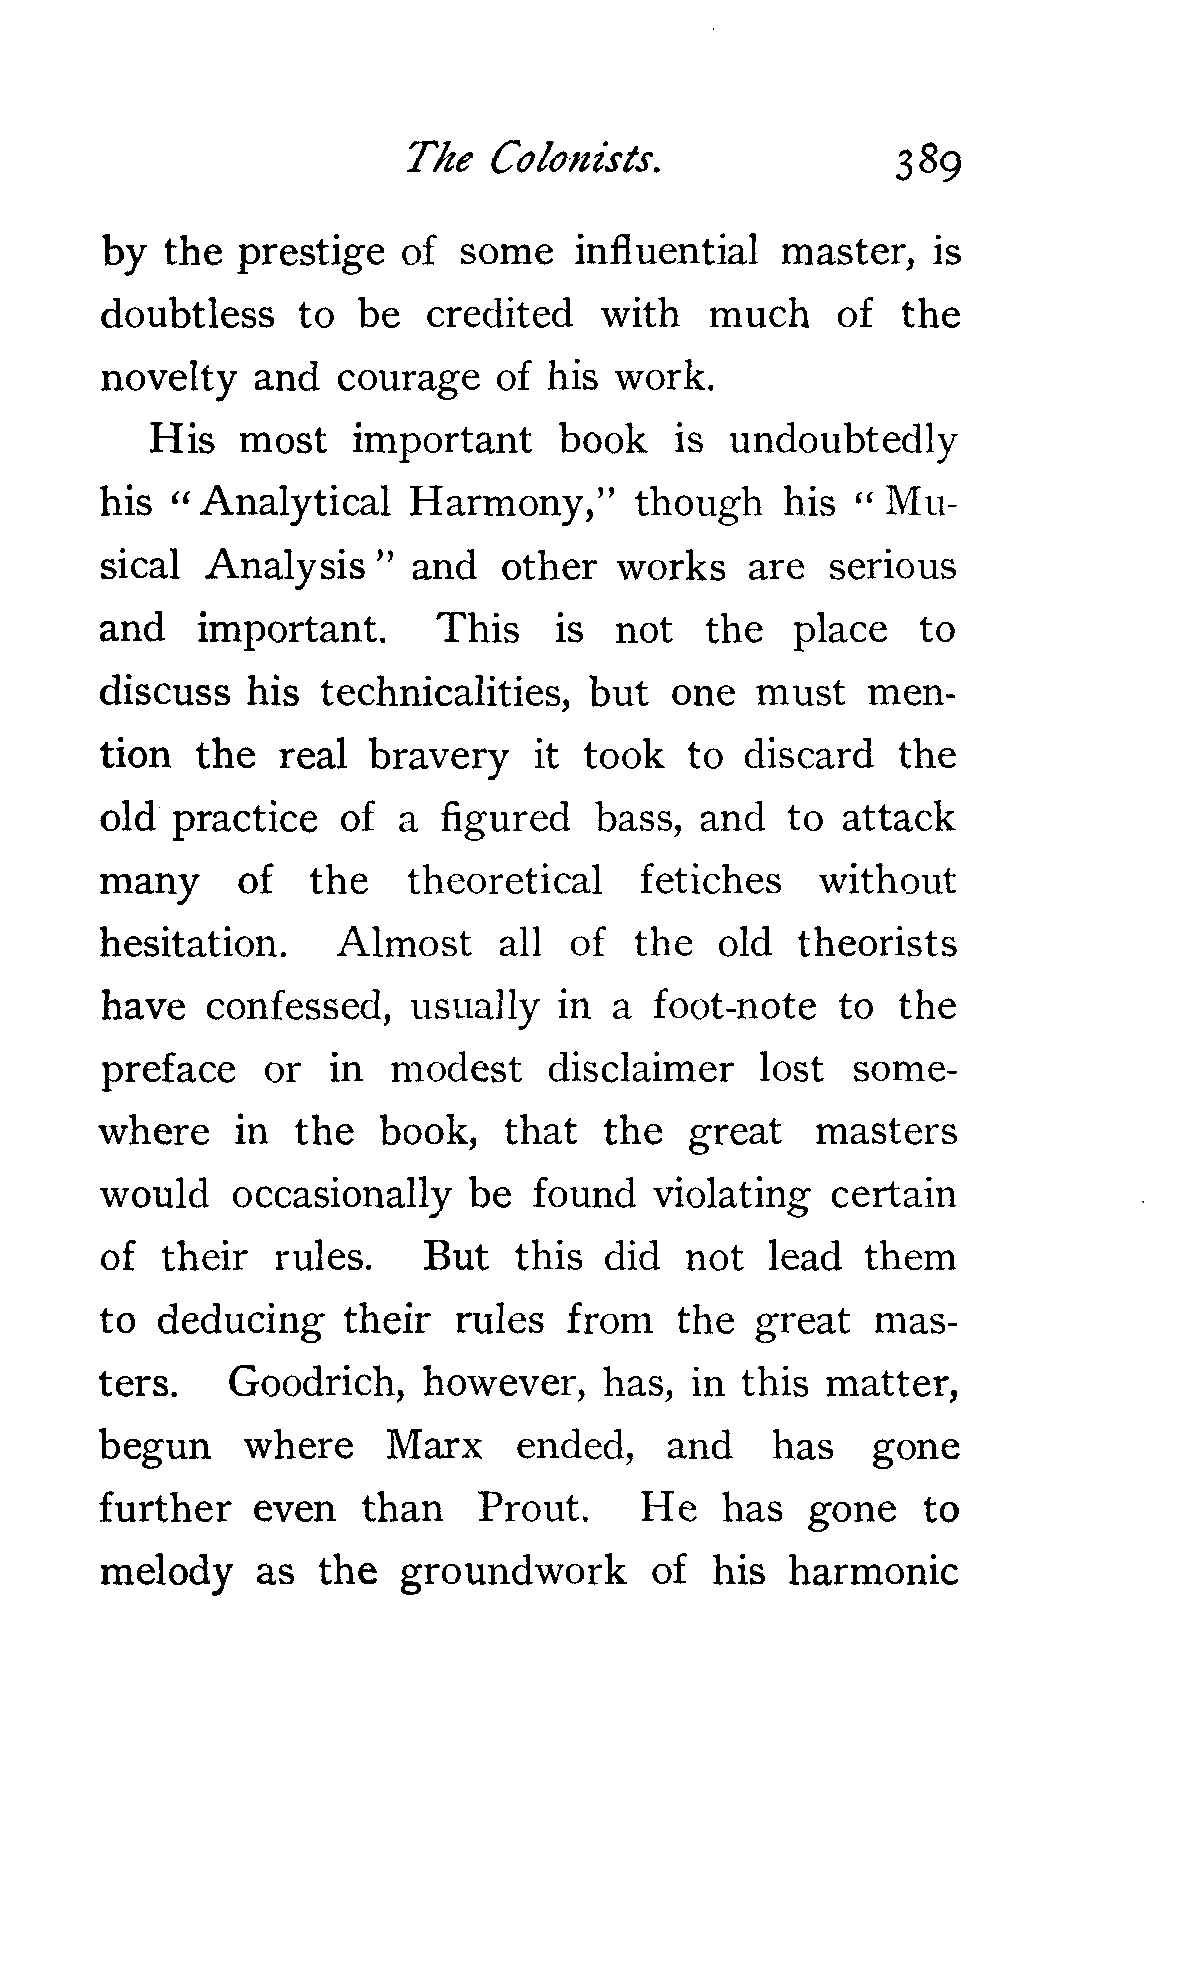 The Colonists. 389
by the prestige of some influential master, is
doubtless to be credited with much of the
novelty and courage of his work.
His most important book is undoubtedly
his “ Analytical Harmony,” though his “ Mu-
sical Analysis ” and other works are serious
and important. This is not the place to
discuss his technicalities, but one must men-
tion the real bravery it took to discard the
old practice of a figured bass, and to attack
many of the theoretical fetiches without
hesitation. Almost all of the old theorists
have confessed, usually in a foot-note to the
preface or in modest disclaimer lost some-
where in the book, that the great masters
would occasionally be found violating certain
of their rules. But this did not lead them
to deducing their rules from the great mas-
ters. Goodrich, however, has, in this matter,
begun where Marx ended, and has gone
further even than Prout. He has gone to
melody as the groundwork of his harmonic